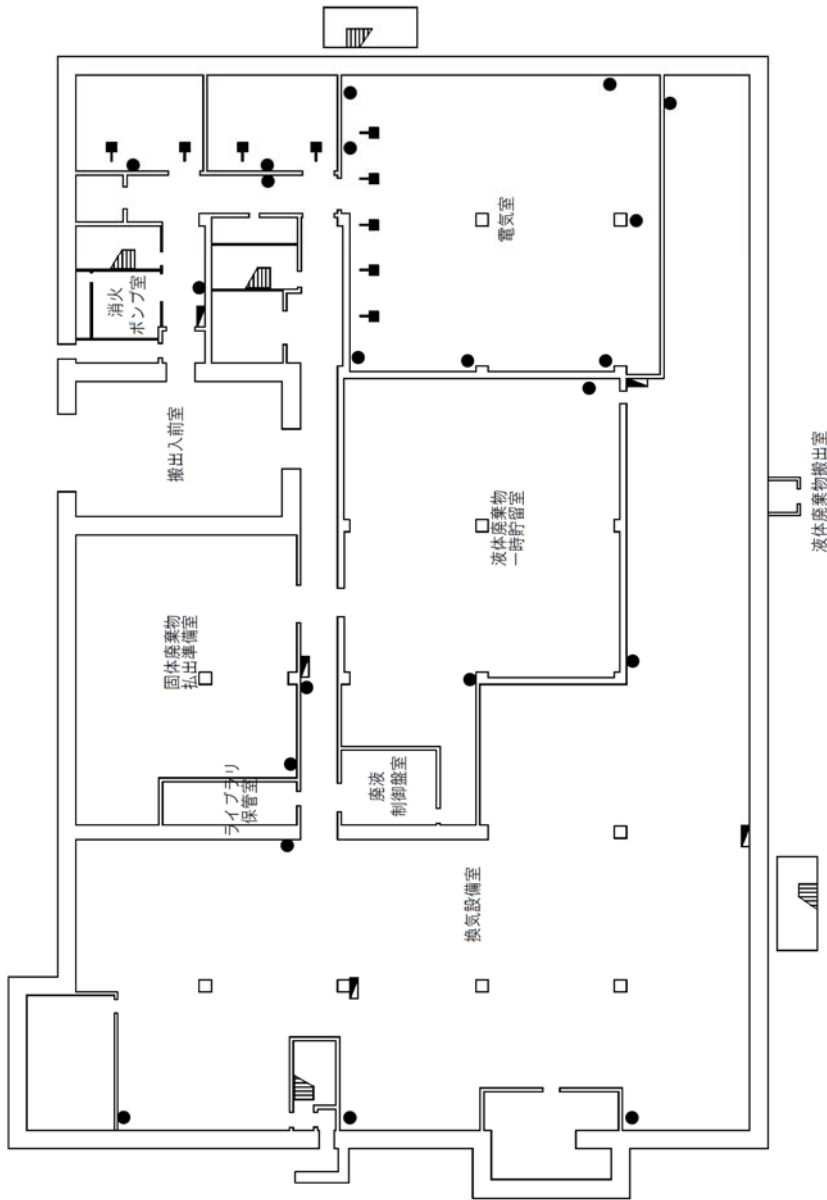 消火
ポンプ室
電気室
搬出入前室
液体廃棄物
一時貯留室
液体廃棄物搬出室
固体廃棄物
払出準備室
ライブラリ
保管室
廃液
制御盤室
換気設備室